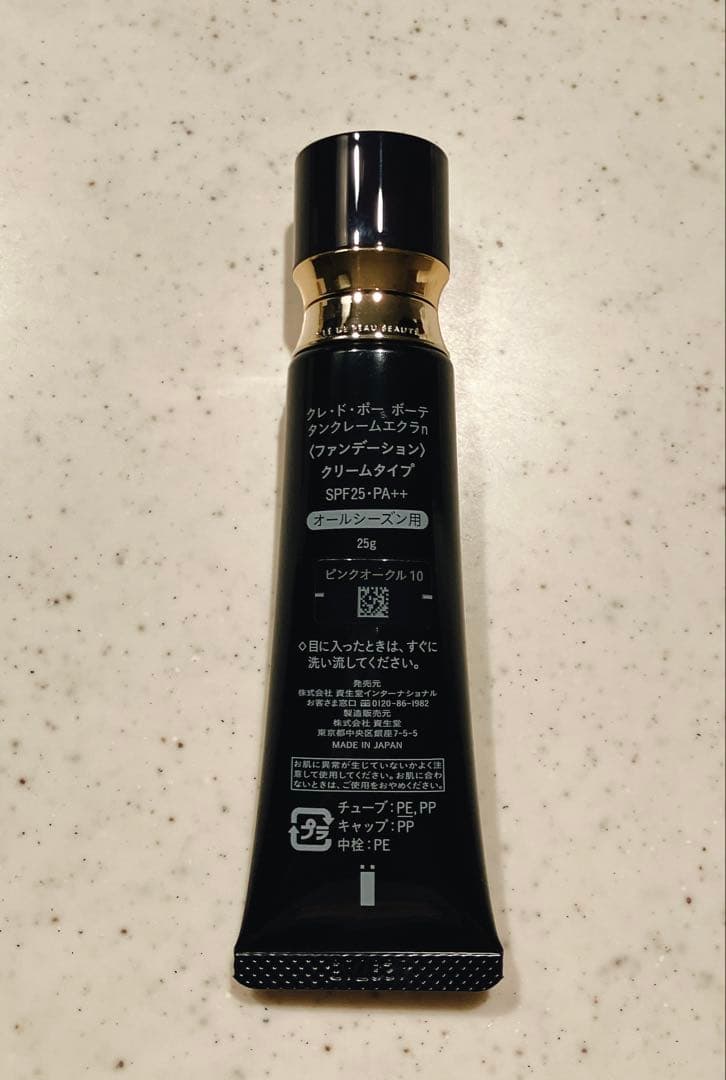 LE DE PEAU BEAUTÉ
クレ・ド・ポー ボーテ
タンクレームエクラn
〈ファンデーション〉
クリームタイプ
SPF25・PA++
オールシーズン用
25g
ピンクオークル10
◇目に入ったときは、すぐに
洗い流してください。
発売元
株式会社 資生堂インターナショナル
お客さま窓口 0120-86-1982
製造販売元
株式会社 資生堂
東京都中央区銀座7-5-5
MADE IN JAPAN
お肌に異常が生じていないかよく注
意して使用してください。お肌に合わ
ないときは、ご使用をおやめください。
プラ
チューブ:PE,PP
キャップ:PP
中栓:PE